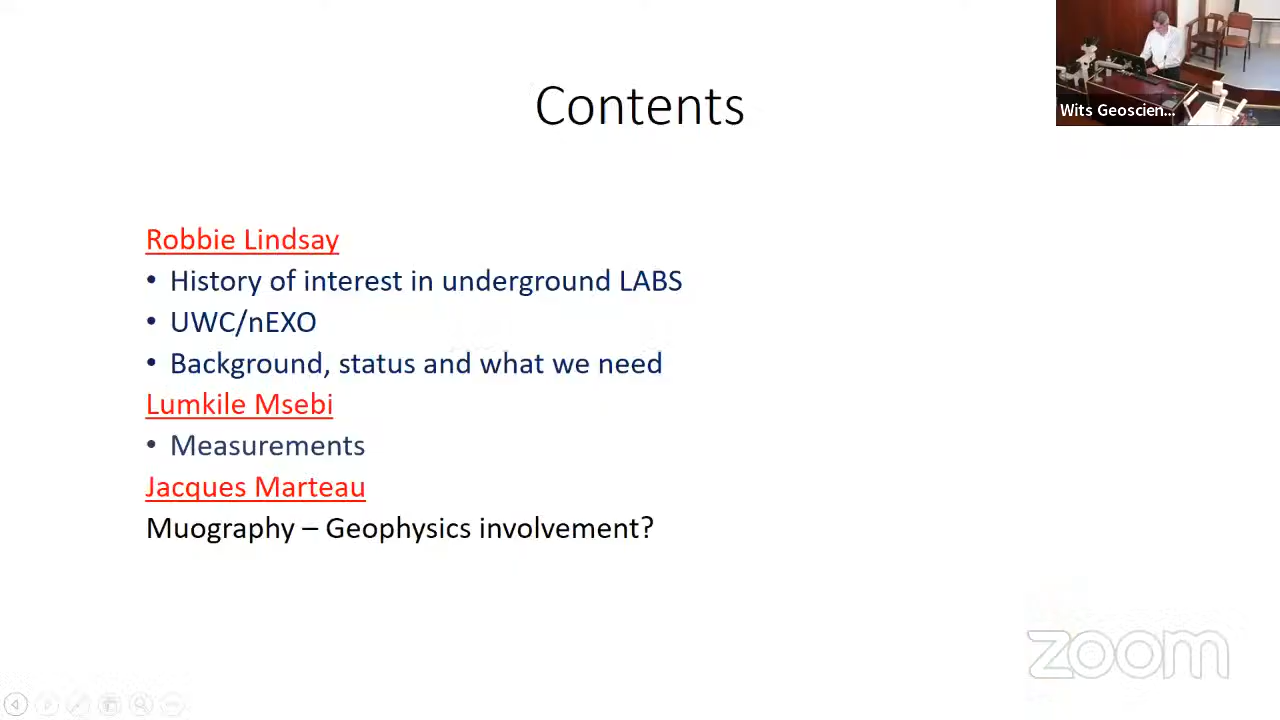 Contents
Wits Geoscien...
Robbie Lindsay
• History of interest in underground LABS
• UWC/nEXO
• Background, status and what we need
Lumkile Msebi
• Measurements
Jacques Marteau
Muography – Geophysics involvement?
zoom